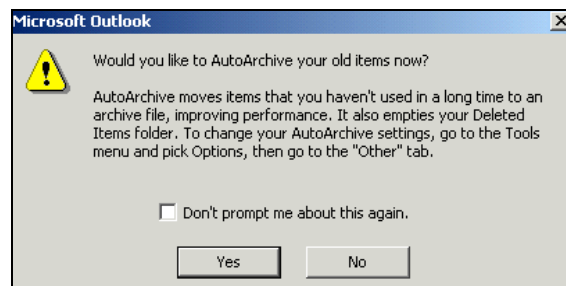 Microsoft Outlook
Would you like to AutoArchive your old items now?
AutoArchive moves items that you haven't used in a long time to an
archive file, improving performance. It also empties your Deleted
Items folder. To change your AutoArchive settings, go to the Tools
menu and pick Options, then go to the "Other" tab.
Don't prompt me about this again.
Yes No